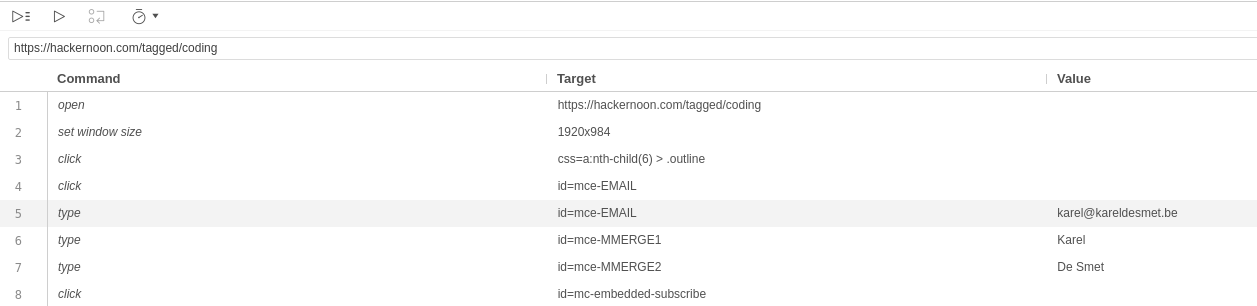 https://hackernoon.com/tagged/coding
Command Target Value
1 open https://hackernoon.com/tagged/coding
2 set window size 1920x984
3 click css=a:nth-child(6) > .outline
4 click id=mce-EMAIL
5 type id=mce-EMAIL karel@kareldesmet.be
6 type id=mce-MMERGE1 Karel
7 type id=mce-MMERGE2 De Smet
8 click id=mc-embedded-subscribe